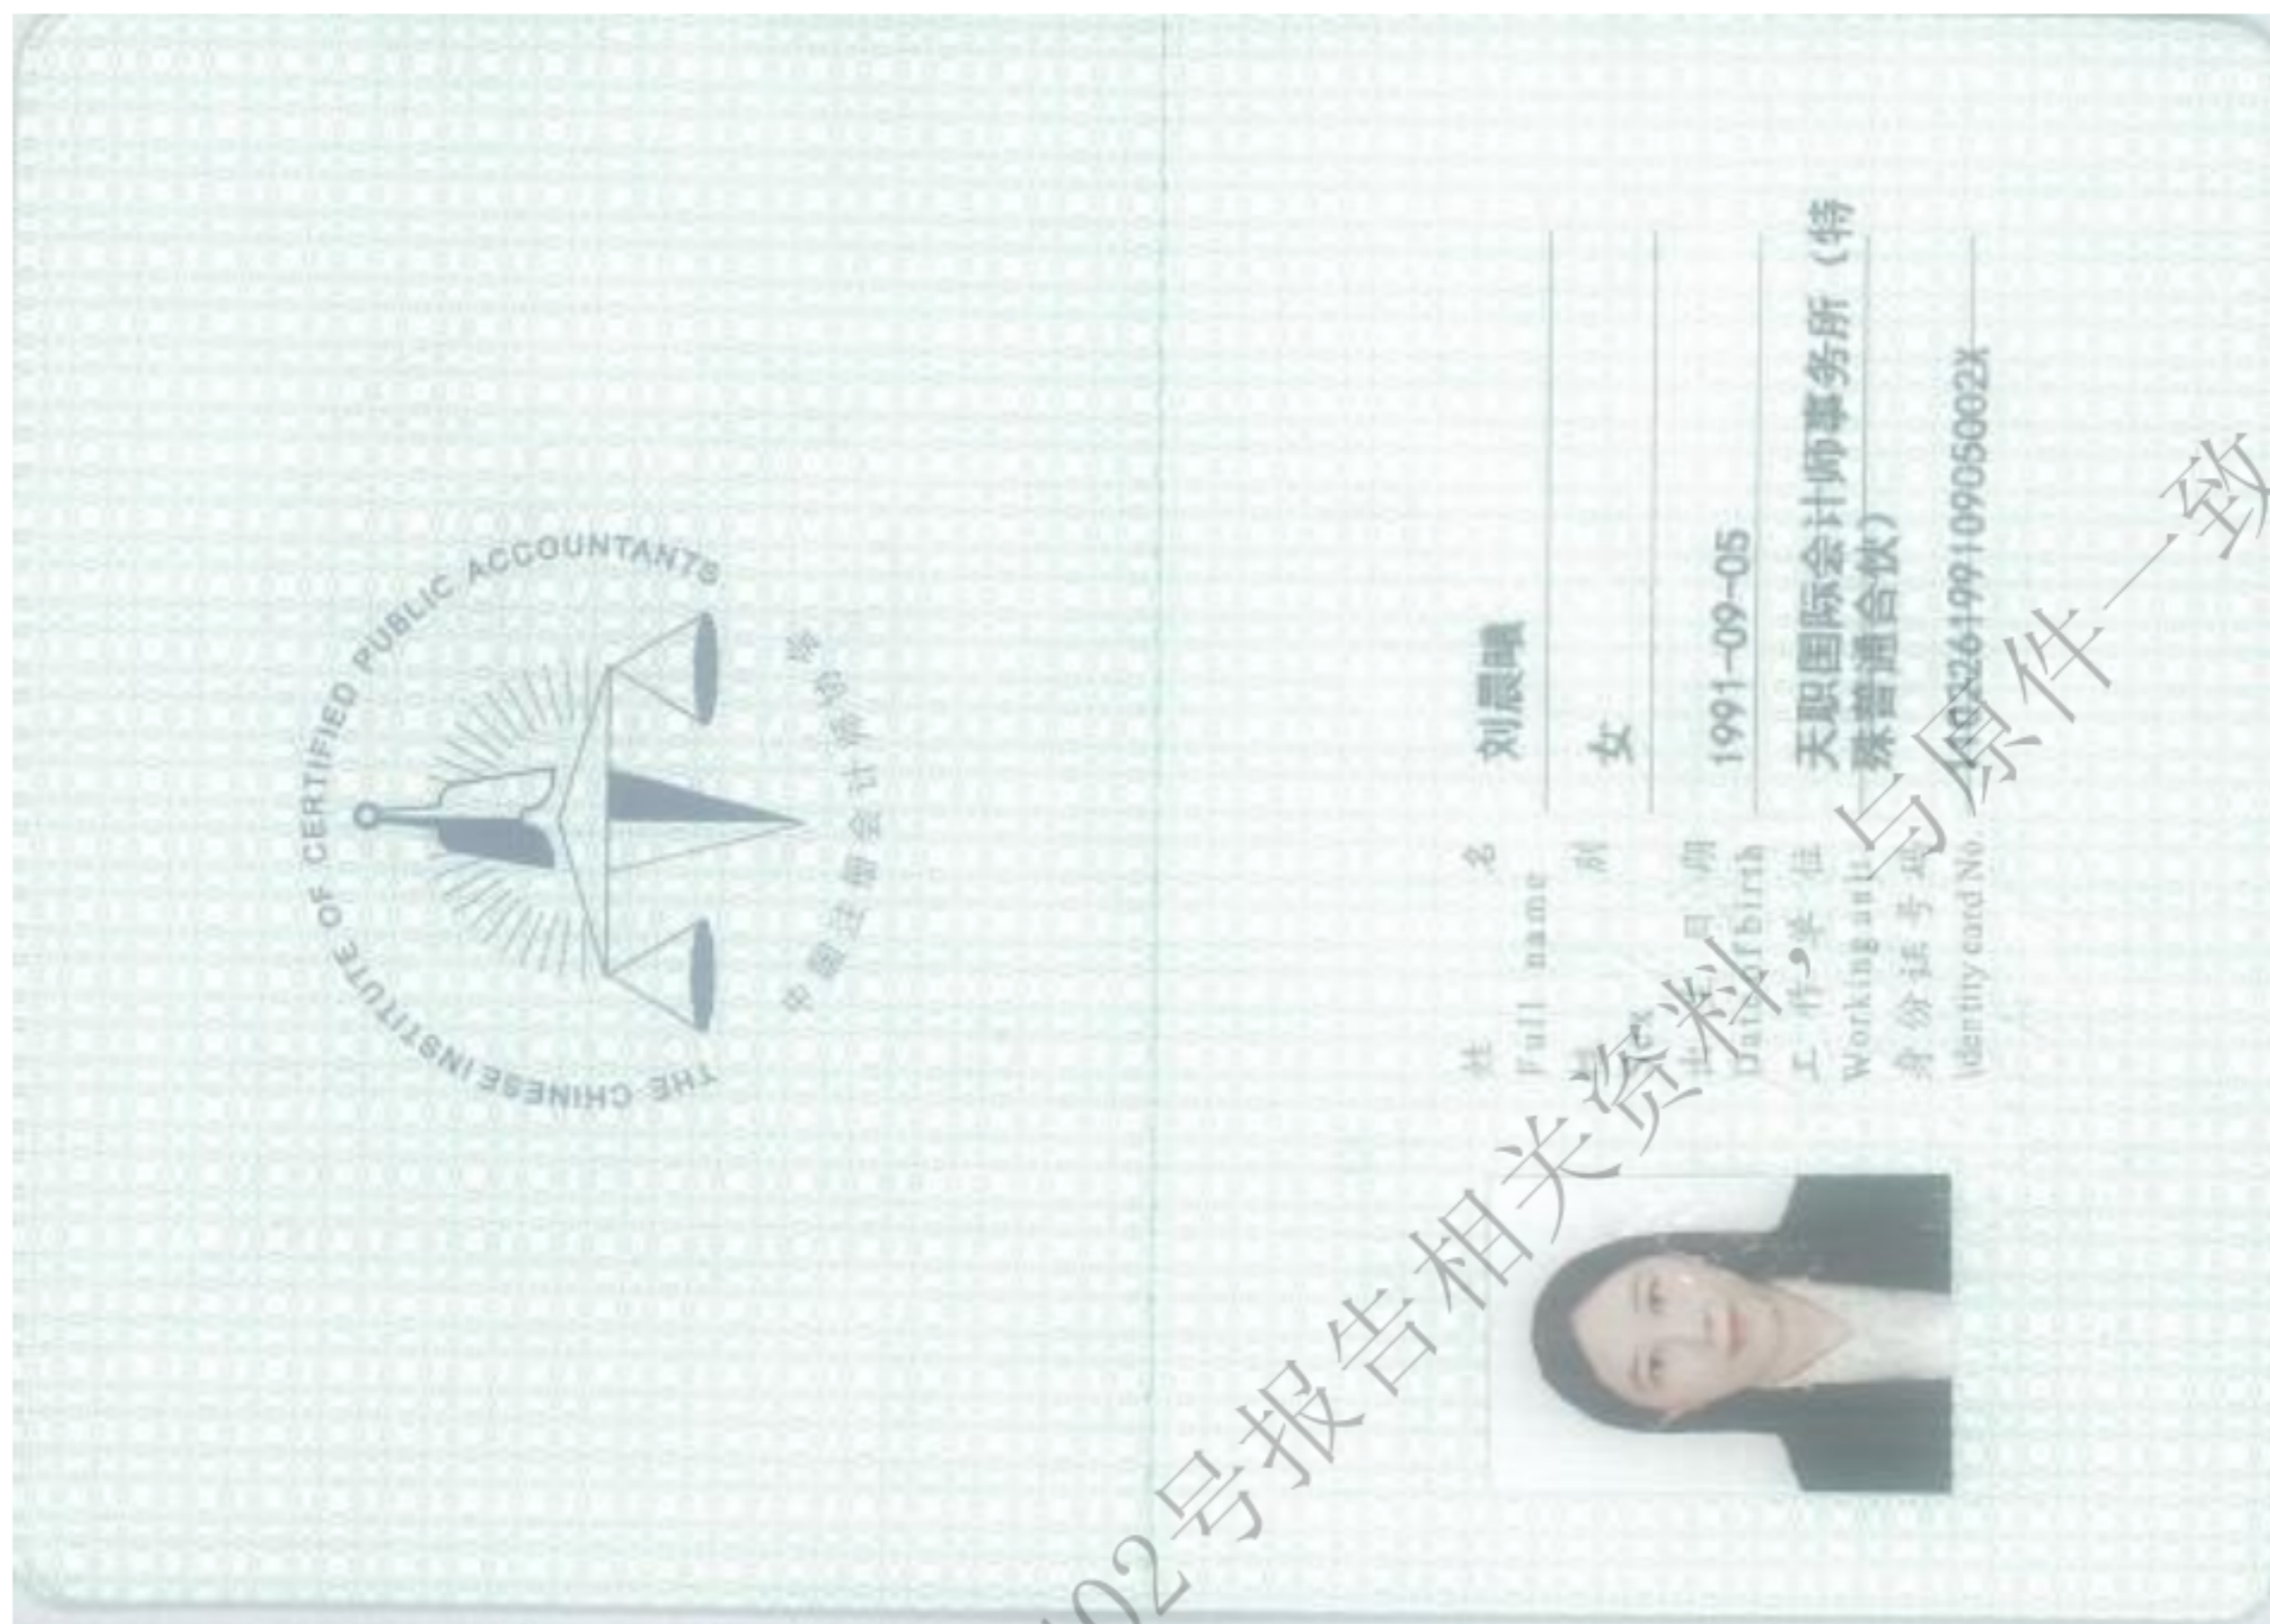 THE CHINESE INSTITUTE OF CERTIFIED PUBLIC ACCOUNTANTS
中国注册会计师协会
姓 名 刘晨
Full name
别 女
出生日期 1991-09-05
Date of birth
工作单位 天职国际会计师事务所（特
Working unit 殊普通合伙）
身份证号码
Identity card No.
02号报告相关资料，与原件一致